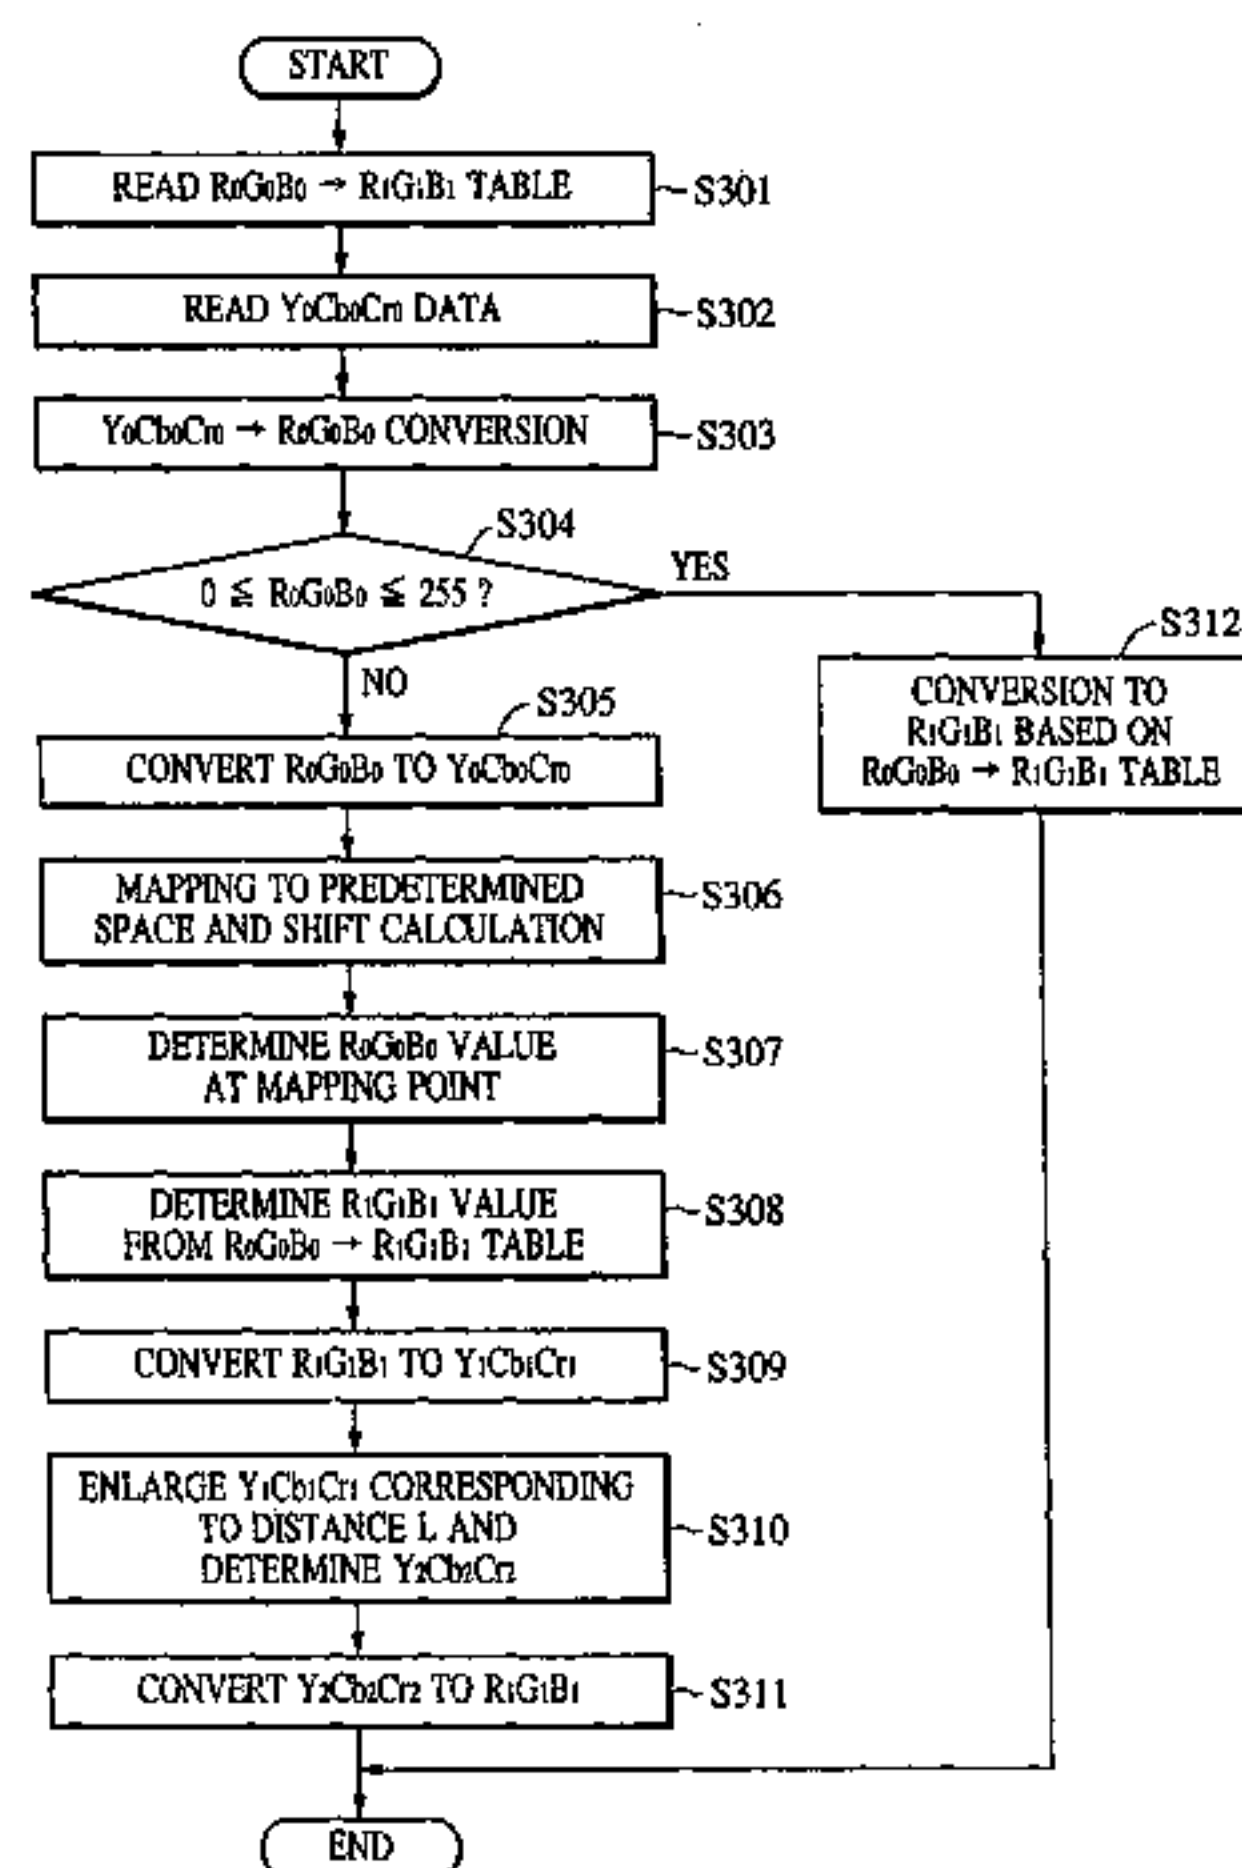 START
READ R0G0B0 → R1G1B1 TABLE
S301
READ Y0Cb0Cr0 DATA
S302
Y0Cb0Cr0 → R0G0B0 CONVERSION
S303
S304
0 ≦ R0G0B0 ≦ 255 ?
YES
NO
S312
CONVERSION TO
R1G1B1 BASED ON
R0G0B0 → R1G1B1 TABLE
S305
CONVERT R0G0B0 TO Y0Cb0Cr0
MAPPING TO PREDETERMINED
SPACE AND SHIFT CALCULATION
S306
DETERMINE R0G0B0 VALUE
AT MAPPING POINT
S307
DETERMINE R1G1B1 VALUE
FROM R0G0B0 → R1G1B1 TABLE
S308
CONVERT R1G1B1 TO Y1Cb1Cr1
S309
ENLARGE Y1Cb1Cr1 CORRESPONDING
TO DISTANCE L AND
DETERMINE Y2Cb2Cr2
S310
CONVERT Y2Cb2Cr2 TO R1G1B1
S311
END